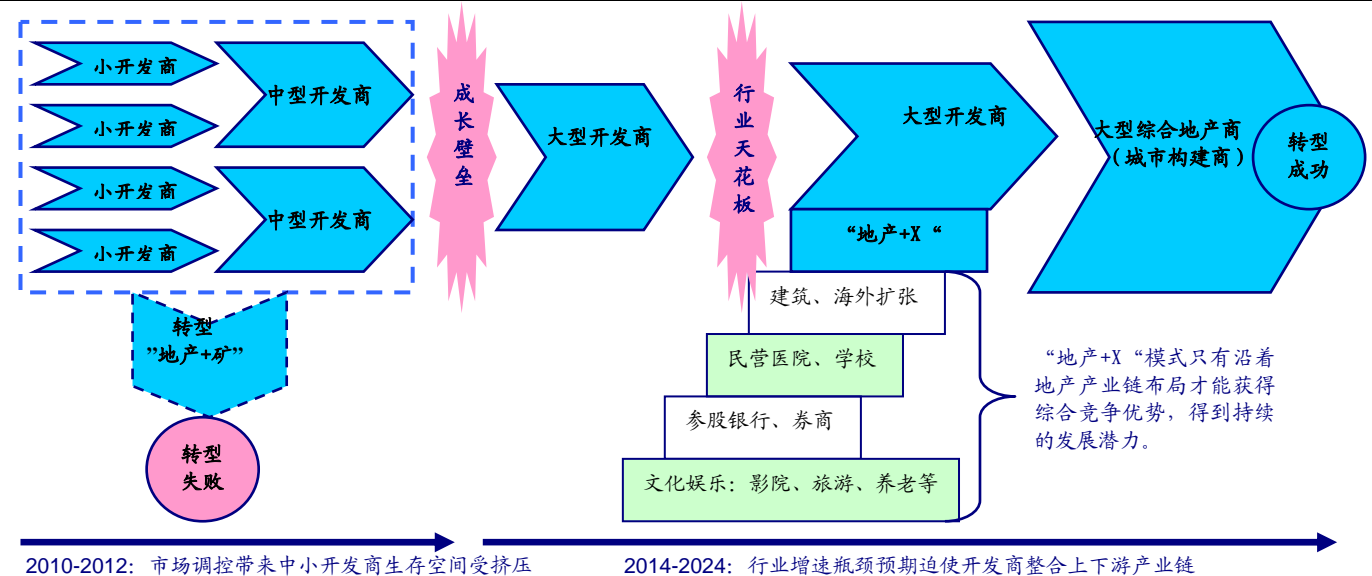 小开发商
小开发商
小开发商
小开发商
中型开发商
中型开发商
成
长
壁
垒
大型开发商
行
业
天
花
板
大型开发商
“地产+X“
大型综合地产商
（城市构建商）
转型
成功
转型
”地产+矿”
转型
失败
建筑、海外扩张
民营医院、学校
参股银行、券商
文化娱乐：影院、旅游、养老等
“地产+X“模式只有沿着
地产产业链布局才能获得
综合竞争优势，得到持续
的发展潜力。
2010-2012：市场调控带来中小开发商生存空间受挤压
2014-2024：行业增速瓶颈预期迫使开发商整合上下游产业链